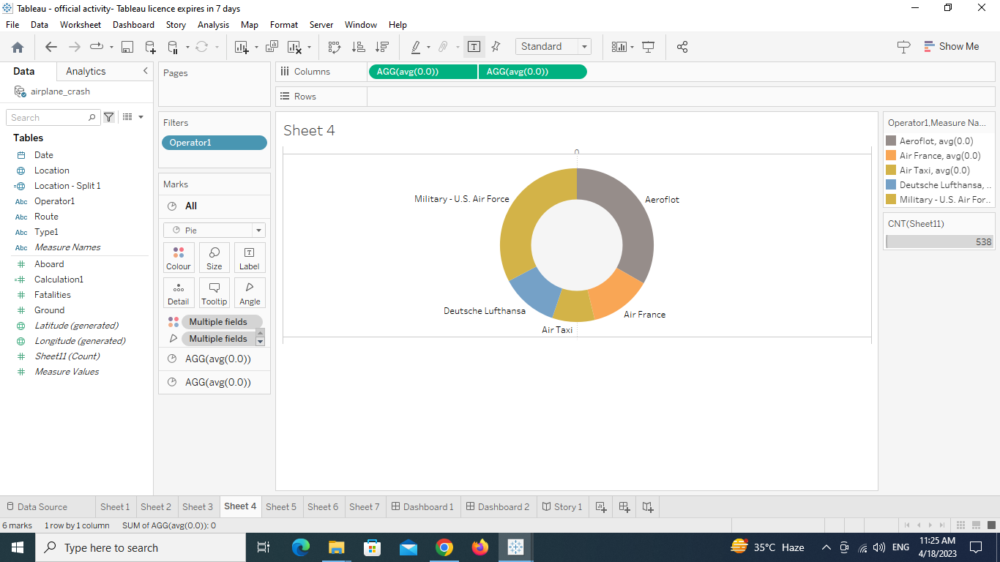 Tableau - official activity- Tableau licence expires in 7 days
File Data Worksheet Dashboard Story Analysis Map Format Server Window Help
Standard
Show Me
Data Analytics
airplane_crash
Search
Tables
Date
Location
Location - Split 1
Abc Operator1
Abc Route
Abc Type1
Abc Measure Names
Aboard
Calculation1
Fatalities
Ground
Latitude (generated)
Longitude (generated)
Sheet11 (Count)
Measure Values
Pages
Filters
Operator1
Marks
All
Pie
Colour Size Label
Detail Tooltip Angle
Multiple fields
Multiple fields
AGG(avg(0.0))
AGG(avg(0.0))
Columns AGG(avg(0.0)) AGG(avg(0.0))
Rows
Sheet 4
0
Military - U.S. Air Force
Aeroflot
Deutsche Lufthansa
Air France
Air Taxi
Operator1,Measure Na...
Aeroflot, avg(0.0)
Air France, avg(0.0)
Air Taxi, avg(0.0)
Deutsche Lufthansa, ..
Military - U.S. Air For..
CNT(Sheet11)
538
Data Source Sheet 1 Sheet 2 Sheet 3 Sheet 4 Sheet 5 Sheet 6 Sheet 7 Dashboard 1 Dashboard 2 Story 1
6 marks 1 row by 1 column SUM of AGG(avg(0.0)): 0
Type here to search
35°C Haze
ENG
11:25 AM
4/18/2023